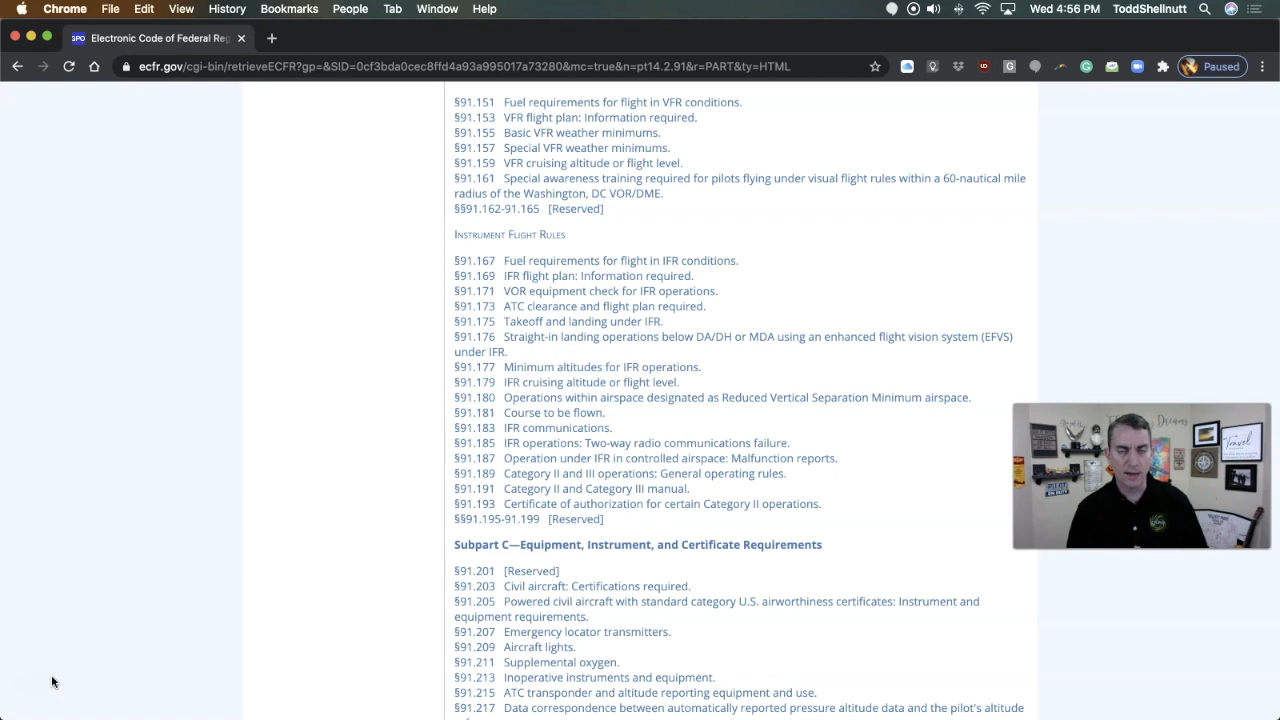 Chrome File Edit View History Bookmarks People Tab Window Help Wed 4:56 PM ToddShellnutt
GPO Electronic Code of Federal Reg
ecfr.gov/cgi-bin/retrieveECFR?gp=&SID=0cf3bda0cec8ffd4a93a995017a73280&mc=true&n=pt14.2.91&r=PART&ty=HTML Paused
§91.151 Fuel requirements for flight in VFR conditions.
§91.153 VFR flight plan: Information required.
§91.155 Basic VFR weather minimums.
§91.157 Special VFR weather minimums.
§91.159 VFR cruising altitude or flight level.
§91.161 Special awareness training required for pilots flying under visual flight rules within a 60-nautical mile
radius of the Washington, DC VOR/DME.
§§91.162-91.165 [Reserved]
Instrument Flight Rules
§91.167 Fuel requirements for flight in IFR conditions.
§91.169 IFR flight plan: Information required.
§91.171 VOR equipment check for IFR operations.
§91.173 ATC clearance and flight plan required.
§91.175 Takeoff and landing under IFR.
§91.176 Straight-in landing operations below DA/DH or MDA using an enhanced flight vision system (EFVS)
under IFR.
§91.177 Minimum altitudes for IFR operations.
§91.179 IFR cruising altitude or flight level.
§91.180 Operations within airspace designated as Reduced Vertical Separation Minimum airspace.
§91.181 Course to be flown.
§91.183 IFR communications.
§91.185 IFR operations: Two-way radio communications failure.
§91.187 Operation under IFR in controlled airspace: Malfunction reports.
§91.189 Category II and III operations: General operating rules.
§91.191 Category II and Category III manual.
§91.193 Certificate of authorization for certain Category II operations.
§§91.195-91.199 [Reserved]
Subpart C—Equipment, Instrument, and Certificate Requirements
§91.201 [Reserved]
§91.203 Civil aircraft: Certifications required.
§91.205 Powered civil aircraft with standard category U.S. airworthiness certificates: Instrument and
equipment requirements.
§91.207 Emergency locator transmitters.
§91.209 Aircraft lights.
§91.211 Supplemental oxygen.
§91.213 Inoperative instruments and equipment.
§91.215 ATC transponder and altitude reporting equipment and use.
§91.217 Data correspondence between automatically reported pressure altitude data and the pilot's altitude
Travel